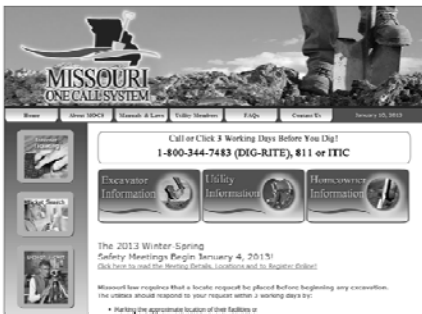 MISSOURI
ONE CALL SYSTEM
Home
About MOCS
Manuals & Laws
Utility Members
FAQs
Contact Us
January 10, 2013
Call or Click 3 Working Days Before You Dig!
1-800-344-7483 (DIG-RITE), 811 or ITIC
Excavator
Information
Utility
Information
Homeowner
Information
Ticket Search
The 2013 Winter-Spring
Safety Meetings Begin January 4, 2013!
Click here to read the Meeting Details, Locations and to Register Online!
Missouri law requires that a locate request be placed before beginning any excavation.
The utilities should respond to your request within 3 working days by:
• Marking the approximate location of their facilities or